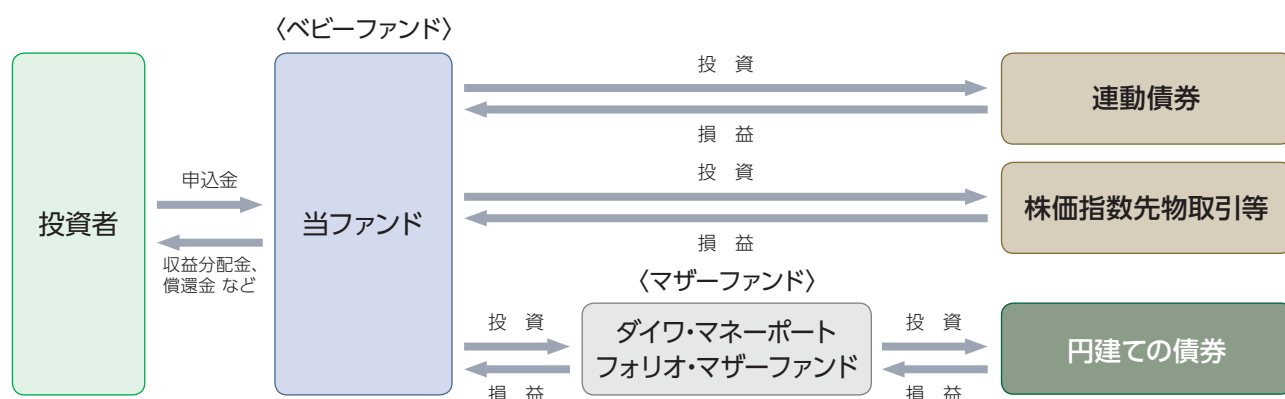 〈ベビーファンド〉
投資者
申込金
収益分配金、
償還金 など
当ファンド
投 資
損 益
連動債券
投 資
損 益
株価指数先物取引等
〈マザーファンド〉
投 資
損 益
ダイワ・マネーポート
フォリオ・マザーファンド
投 資
損 益
円建ての債券